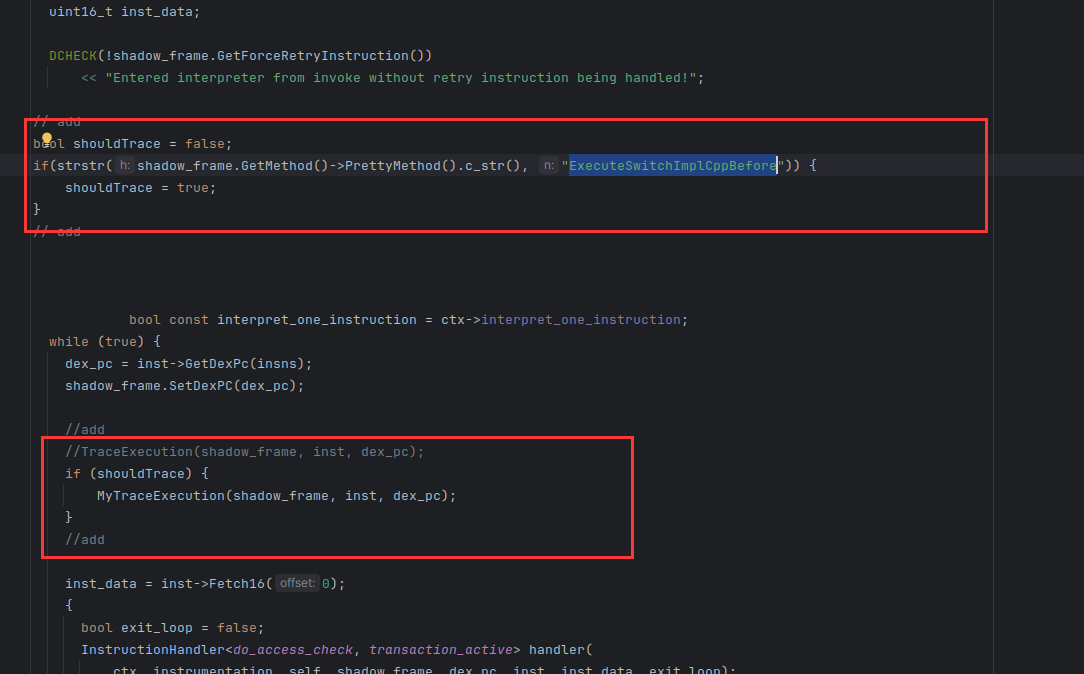 uint16_t inst_data;
DCHECK(!shadow_frame.GetForceRetryInstruction())
<< "Entered interpreter from invoke without retry instruction being handled!";
// add
bool shouldTrace = false;
if(strstr( h: shadow_frame.GetMethod()->PrettyMethod().c_str(), n: "ExecuteSwitchImplCppBefore")) {
shouldTrace = true;
}
// add
bool const interpret_one_instruction = ctx->interpret_one_instruction;
while (true) {
dex_pc = inst->GetDexPc(insns);
shadow_frame.SetDexPC(dex_pc);
//add
//TraceExecution(shadow_frame, inst, dex_pc);
if (shouldTrace) {
MyTraceExecution(shadow_frame, inst, dex_pc);
}
//add
inst_data = inst->Fetch16( offset: 0);
{
bool exit_loop = false;
InstructionHandler<do_access_check, transaction_active> handler(
ctx, instrumentation, self, shadow_frame, dex_pc, inst, inst_data, exit_loop);